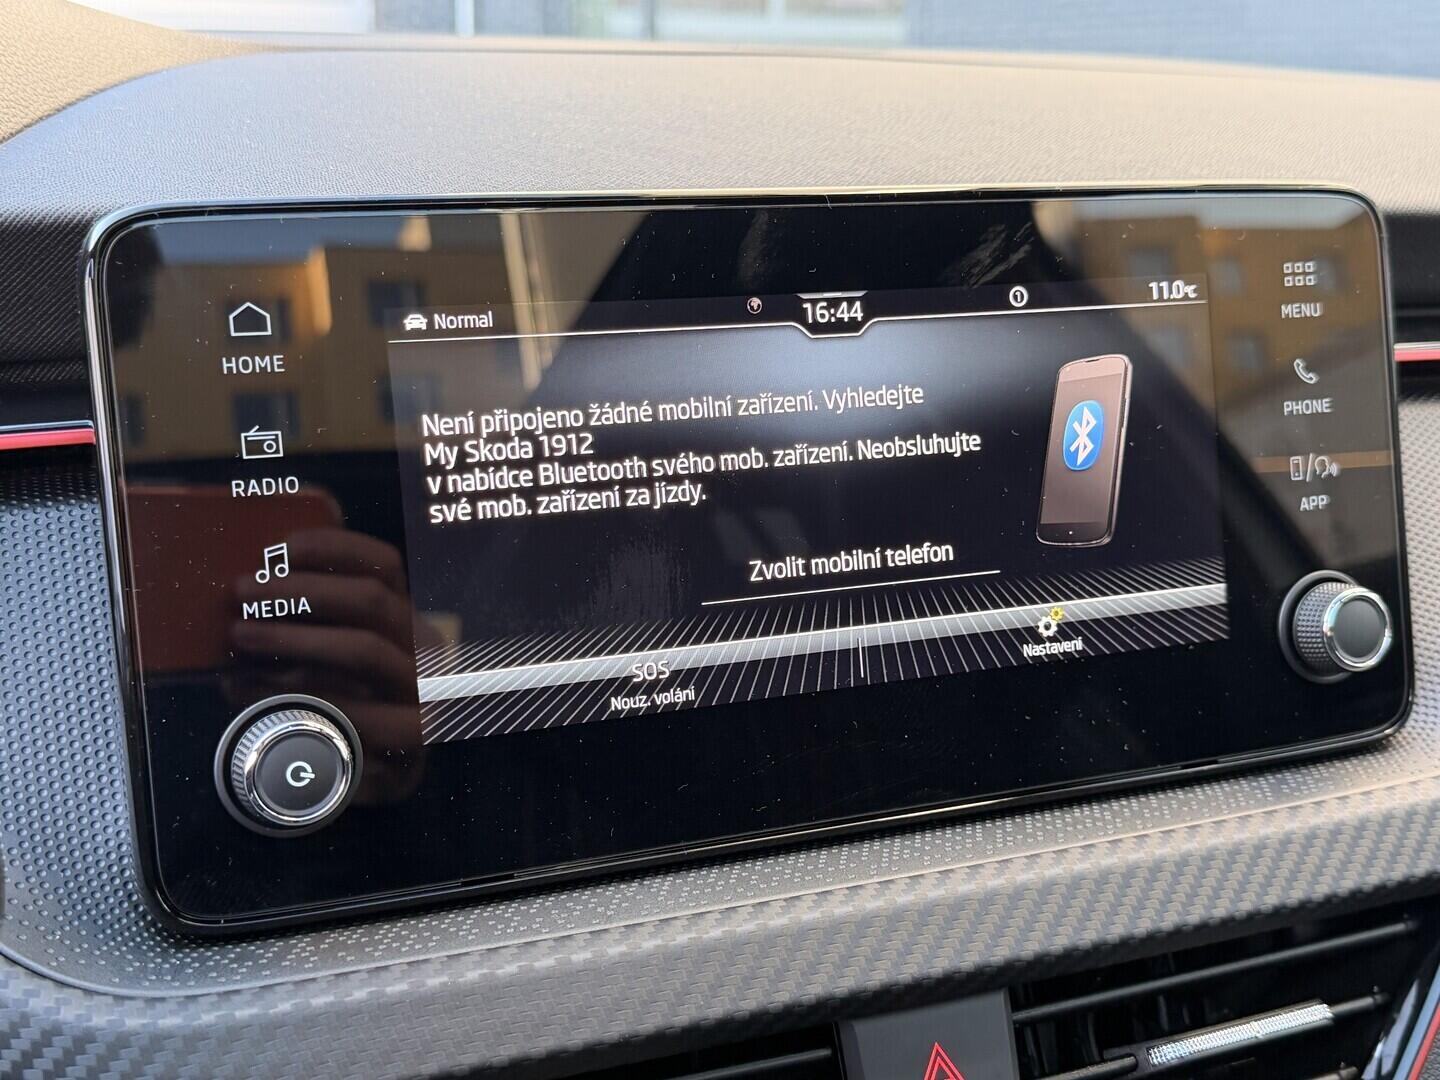 Normal
16:44
1
11.0°C
HOME
RADIO
MEDIA
MENU
PHONE
APP
Není připojeno žádné mobilní zařízení. Vyhledejte
My Skoda 1912
v nabídce Bluetooth svého mob. zařízení. Neobsluhujte
své mob. zařízení za jízdy.
Zvolit mobilní telefon
SOS
Nouz. volání
Nastavení